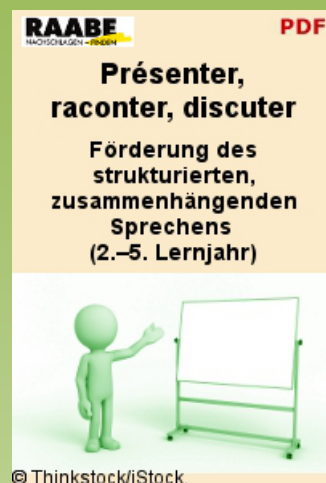 RAABE
NACHSCHLAGEN – FINDEN
PDF
Présenter,
raconter, discuter
Förderung des
strukturierten,
zusammenhängenden
Sprechens
(2.–5. Lernjahr)
© Thinkstock/iStock